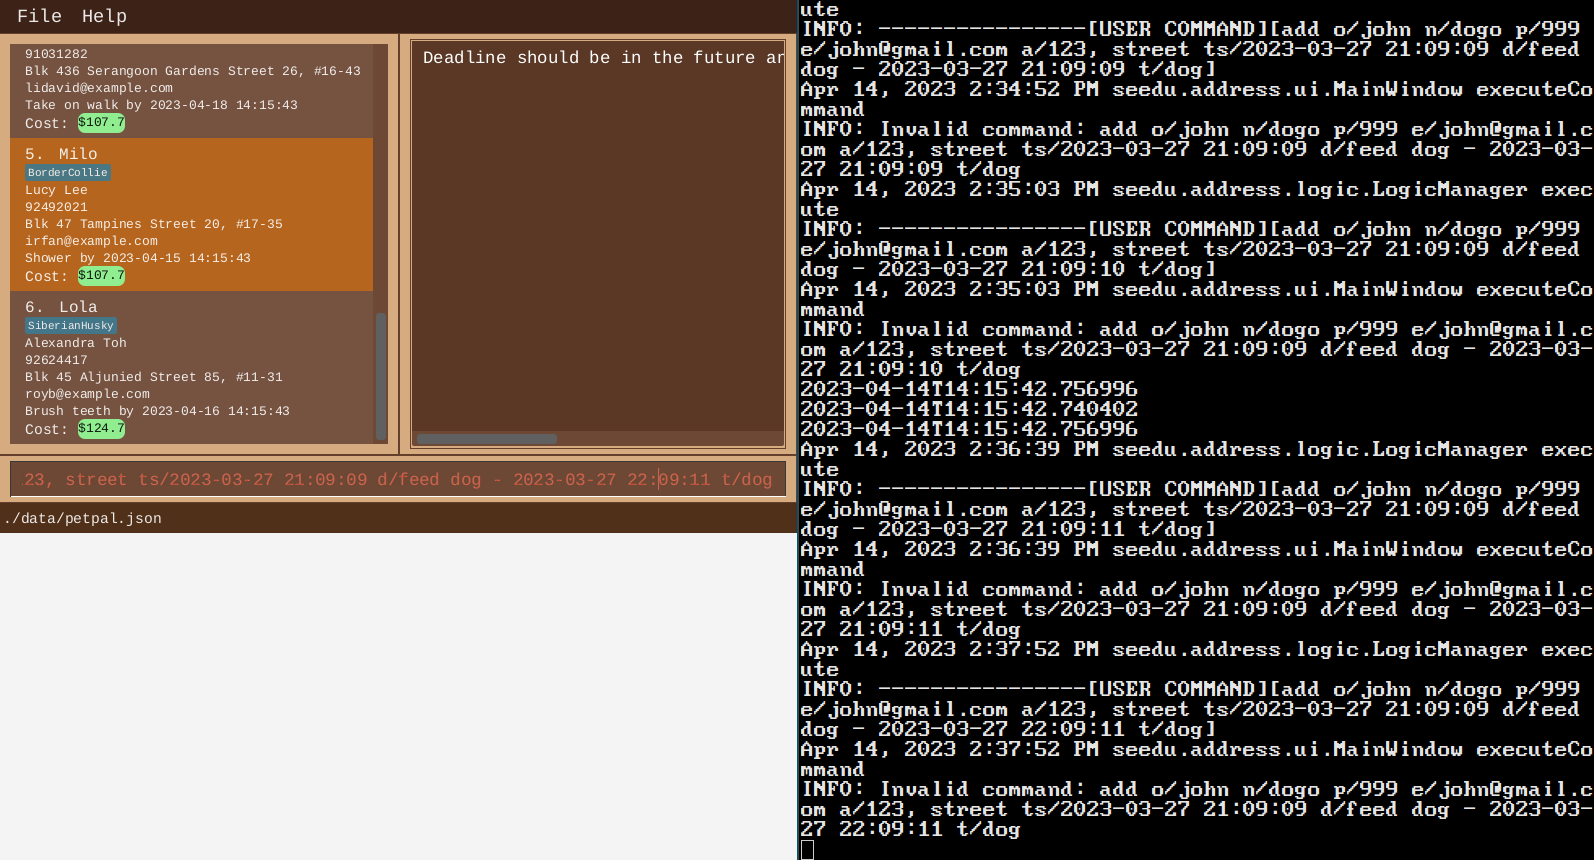 File Help
91031282
Blk 436 Serangoon Gardens Street 26, #16-43
lidavid@example.com
Take on walk by 2023-04-18 14:15:43
Cost: $107.7
5. Milo
BorderCollie
Lucy Lee
92492021
Blk 47 Tampines Street 20, #17-35
irfan@example.com
Shower by 2023-04-15 14:15:43
Cost: $107.7
6. Lola
SiberianHusky
Alexandra Toh
92624417
Blk 45 Aljunied Street 85, #11-31
royb@example.com
Brush teeth by 2023-04-16 14:15:43
Cost: $124.7
Deadline should be in the future ar
23, street ts/2023-03-27 21:09:09 d/feed dog - 2023-03-27 22:09:11 t/dog
./data/petpal.json
ute
INFO: ----------------[USER COMMAND][add o/john n/dogo p/999
e/john@gmail.com a/123, street ts/2023-03-27 21:09:09 d/feed
dog - 2023-03-27 21:09:09 t/dog]
Apr 14, 2023 2:34:52 PM seedu.address.ui.MainWindow executeCo
mmand
INFO: Invalid command: add o/john n/dogo p/999 e/john@gmail.c
om a/123, street ts/2023-03-27 21:09:09 d/feed dog - 2023-03-
27 21:09:09 t/dog
Apr 14, 2023 2:35:03 PM seedu.address.logic.LogicManager exec
ute
INFO: ----------------[USER COMMAND][add o/john n/dogo p/999
e/john@gmail.com a/123, street ts/2023-03-27 21:09:09 d/feed
dog - 2023-03-27 21:09:10 t/dog]
Apr 14, 2023 2:35:03 PM seedu.address.ui.MainWindow executeCo
mmand
INFO: Invalid command: add o/john n/dogo p/999 e/john@gmail.c
om a/123, street ts/2023-03-27 21:09:09 d/feed dog - 2023-03-
27 21:09:10 t/dog
2023-04-14T14:15:42.756996
2023-04-14T14:15:42.740402
2023-04-14T14:15:42.756996
Apr 14, 2023 2:36:39 PM seedu.address.logic.LogicManager exec
ute
INFO: ----------------[USER COMMAND][add o/john n/dogo p/999
e/john@gmail.com a/123, street ts/2023-03-27 21:09:09 d/feed
dog - 2023-03-27 21:09:11 t/dog]
Apr 14, 2023 2:36:39 PM seedu.address.ui.MainWindow executeCo
mmand
INFO: Invalid command: add o/john n/dogo p/999 e/john@gmail.c
om a/123, street ts/2023-03-27 21:09:09 d/feed dog - 2023-03-
27 21:09:11 t/dog
Apr 14, 2023 2:37:52 PM seedu.address.logic.LogicManager exec
ute
INFO: ----------------[USER COMMAND][add o/john n/dogo p/999
e/john@gmail.com a/123, street ts/2023-03-27 21:09:09 d/feed
dog - 2023-03-27 22:09:11 t/dog]
Apr 14, 2023 2:37:52 PM seedu.address.ui.MainWindow executeCo
mmand
INFO: Invalid command: add o/john n/dogo p/999 e/john@gmail.c
om a/123, street ts/2023-03-27 21:09:09 d/feed dog - 2023-03-
27 22:09:11 t/dog